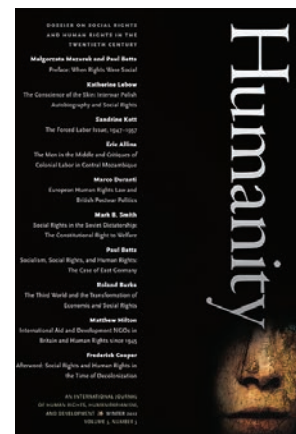 DOSSIER ON SOCIAL RIGHTS
AND HUMAN RIGHTS IN THE
TWENTIETH CENTURY
Małgorzata Mazurek and Paul Betts
Preface: When Rights Were Social
Katherine Lebow
The Conscience of the Skin: Interwar Polish
Autobiography and Social Rights
Sandrine Kott
The Forced Labor Issue, 1947–1957
Eric Allina
The Men in the Middle and Critiques of
Colonial Labor in Central Mozambique
Marco Duranti
European Human Rights Law and
British Postwar Politics
Mark B. Smith
Social Rights in the Soviet Dictatorship:
The Constitutional Right to Welfare
Paul Betts
Socialism, Social Rights, and Human Rights:
The Case of East Germany
Roland Burke
The Third World and the Transformation of
Economic and Social Rights
Matthew Hilton
International Aid and Development NGOs in
Britain and Human Rights since 1945
Frederick Cooper
Afterword: Social Rights and Human Rights in
the Time of Decolonization
AN INTERNATIONAL JOURNAL
OF HUMAN RIGHTS, HUMANITARIANISM,
AND DEVELOPMENT WINTER 2012
VOLUME 3, NUMBER 3
Humanity